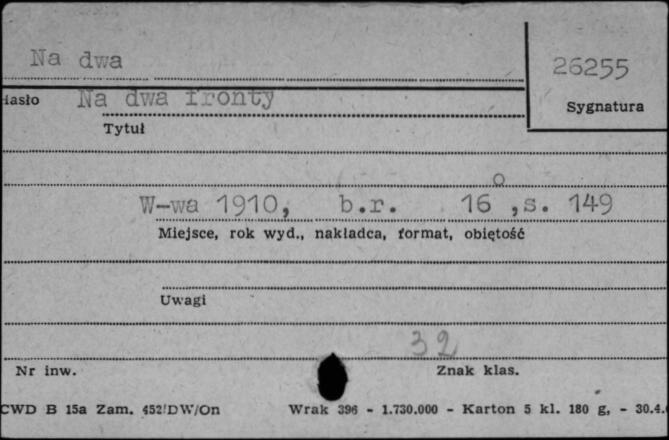 Na dwa
26255
Na dwa fronty
Sygnatura
Tytuł
W-wa 1910, b.r. 16° ,s. 149
Miejsce, rok wyd., nakładca, format, obiętość
Uwagi
32
Nr inw. Znak klas.
CWD B 15a Zam. 452/DW/On Wrak 396 - 1.730.000 - Karton 5 kl. 180 g, - 30.4.